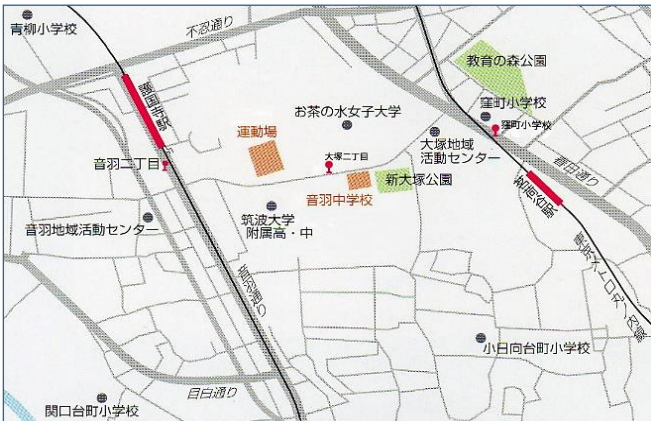 青柳小学校
不忍通り
教育の森公園
護国寺駅
お茶の水女子大学
窪町小学校
窪町小学校
運動場
大塚地域
活動センター
音羽二丁目
大塚二丁目
春日通り
音羽中学校
新大塚公園
茗荷谷駅
音羽地域活動センター
筑波大学
附属高・中
音羽通り
東京メトロ丸ノ内線
小日向台町小学校
目白通り
関口台町小学校